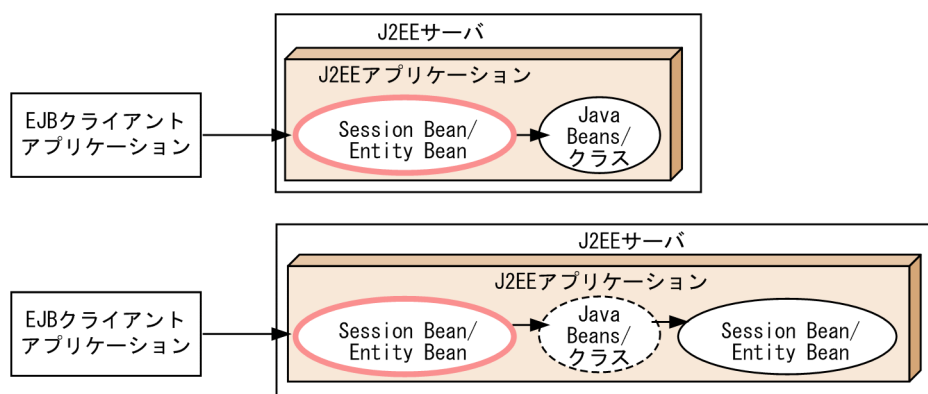 J2EEサーバ
J2EEアプリケーション
EJBクライアント
アプリケーション
Session Bean/
Entity Bean
Java
Beans/
クラス
J2EEサーバ
J2EEアプリケーション
EJBクライアント
アプリケーション
Session Bean/
Entity Bean
Java
Beans/
クラス
Session Bean/
Entity Bean